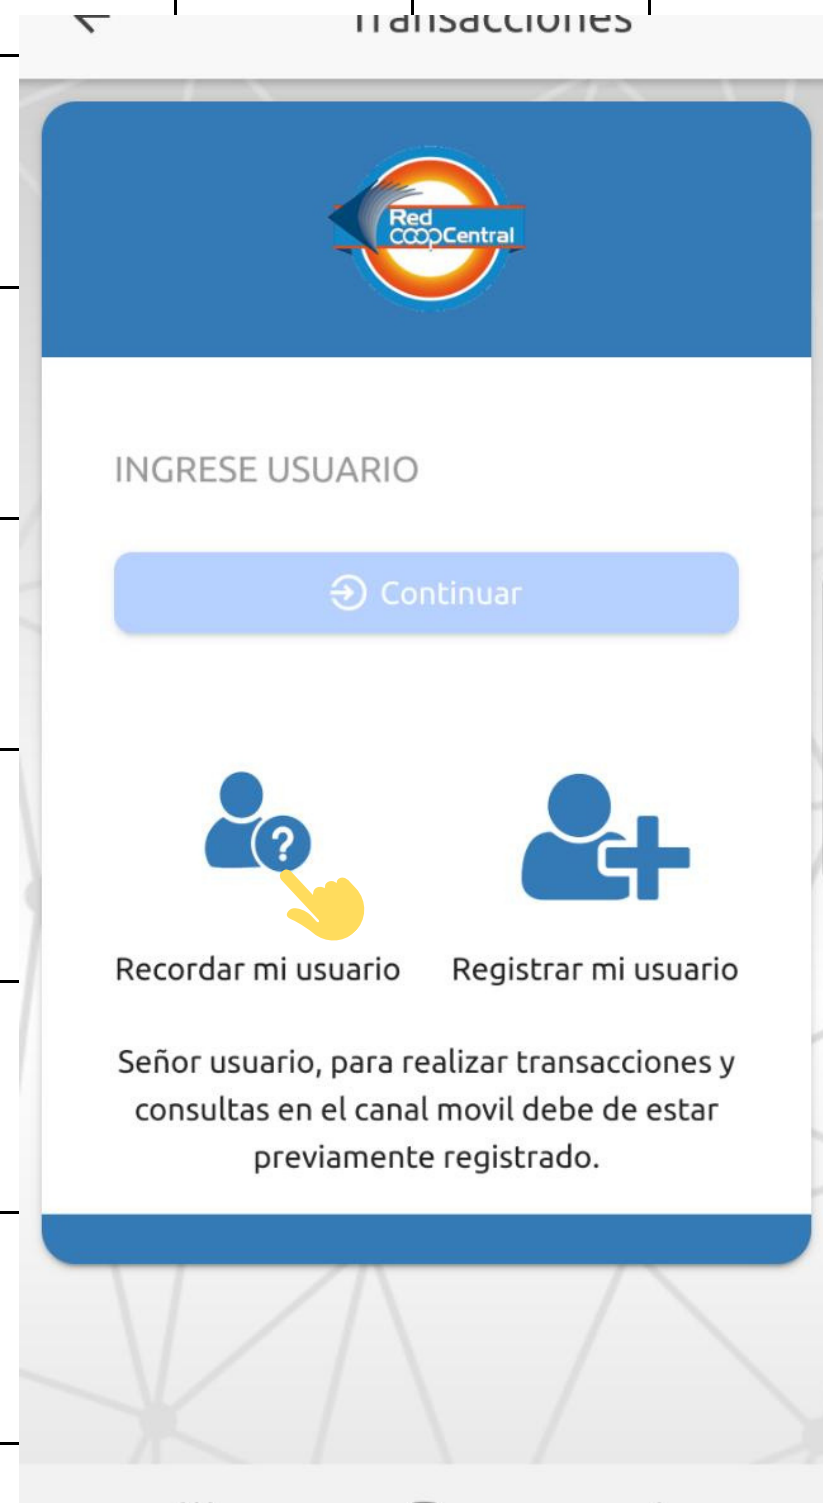 Transacciones
Red
coopCentral
INGRESE USUARIO
Continuar
?
Recordar mi usuario
Registrar mi usuario
Señor usuario, para realizar transacciones y
consultas en el canal movil debe de estar
previamente registrado.